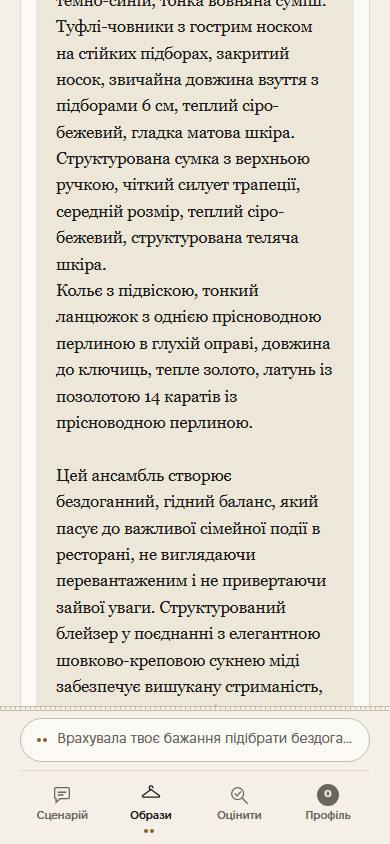 темно-синій, тонка вовняна суміш.
Туфлі-човники з гострим носком
на стійких підборах, закритий
носок, звичайна довжина взуття з
підборами 6 см, теплий сіро-
бежевий, гладка матова шкіра.
Структурована сумка з верхньою
ручкою, чіткий силует трапеції,
середній розмір, теплий сіро-
бежевий, структурована теляча
шкіра.
Кольє з підвіскою, тонкий
ланцюжок з однією прісноводною
перлиною в глухій оправі, довжина
до ключиць, тепле золото, латунь із
позолотою 14 каратів із
прісноводною перлиною.
Цей ансамбль створює
бездоганний, гідний баланс, який
пасує до важливої сімейної події в
ресторані, не виглядаючи
перевантаженим і не привертаючи
зайвої уваги. Структурований
блейзер у поєднанні з елегантною
шовково-креповою сукнею міді
забезпечує вишукану стриманість,
Врахувала твоє бажання підібрати бездога...
Сценарій
Образи
Оцінити
0
Профіль